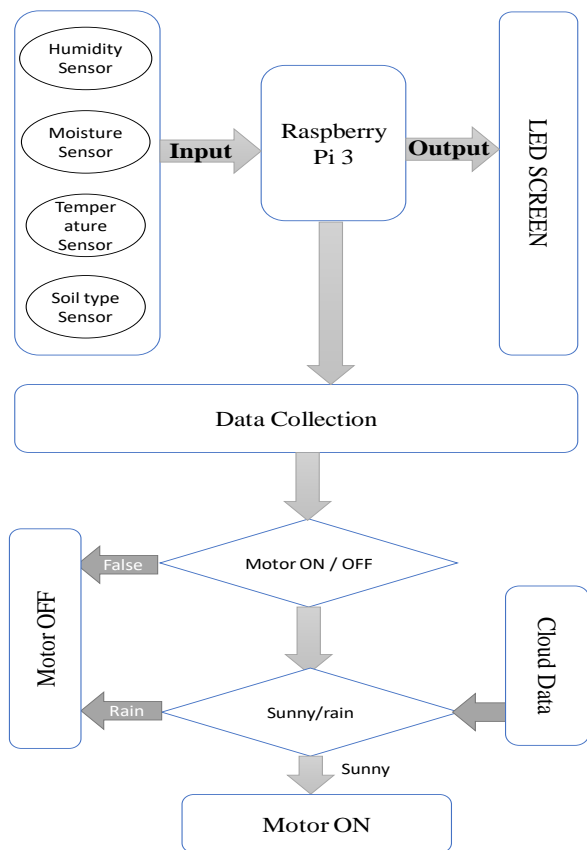 Humidity
Sensor
Moisture
Sensor
Temper
ature
Sensor
Soil type
Sensor
Input
Raspberry
Pi 3
Output
LED SCREEN
Data Collection
Motor ON / OFF
False
Motor OFF
Cloud Data
Sunny/rain
Rain
Sunny
Motor ON